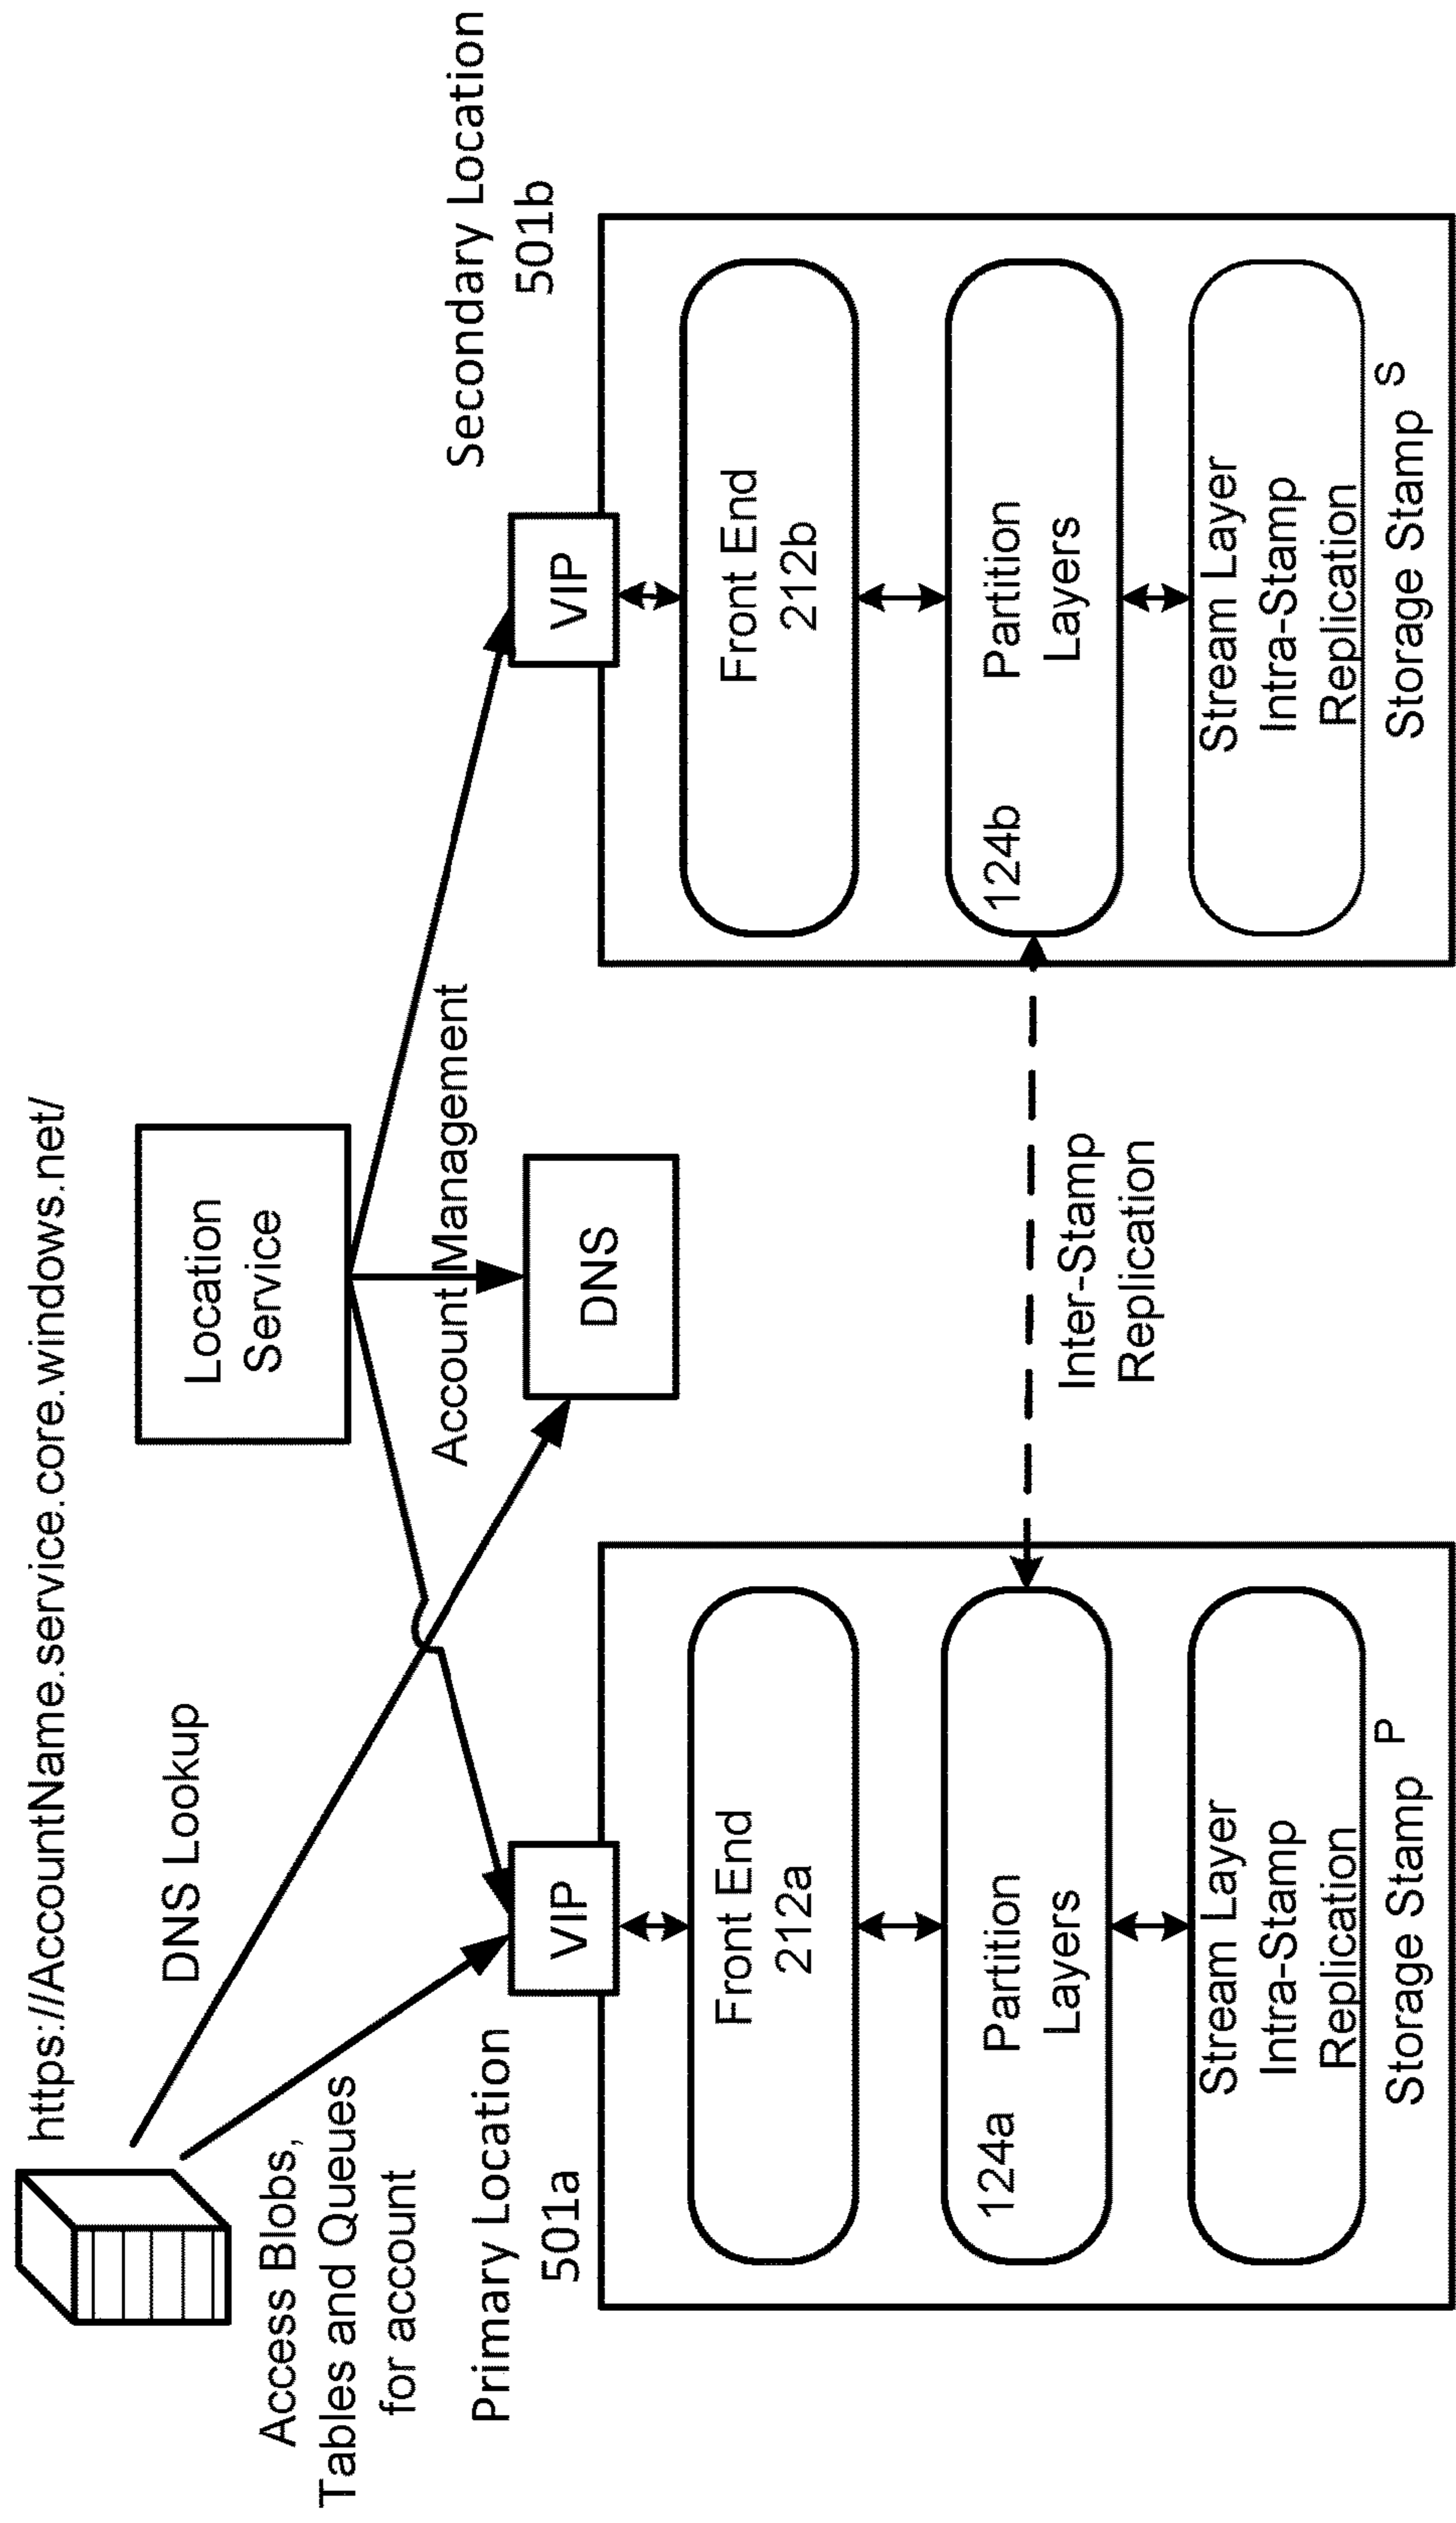 https://AccountName.service.core.windows.net/
DNS Lookup
Location
Service
Access Blobs,
Tables and Queues
for account
Account Management
Primary Location
501a
Secondary Location
501b
VIP
DNS
VIP
Front End
212a
Front End
212b
124a
Partition
Layers
124b
Partition
Layers
Inter-Stamp
Replication
Stream Layer
Intra-Stamp
Replication
Storage Stamp P
Stream Layer
Intra-Stamp
Replication
Storage Stamp S